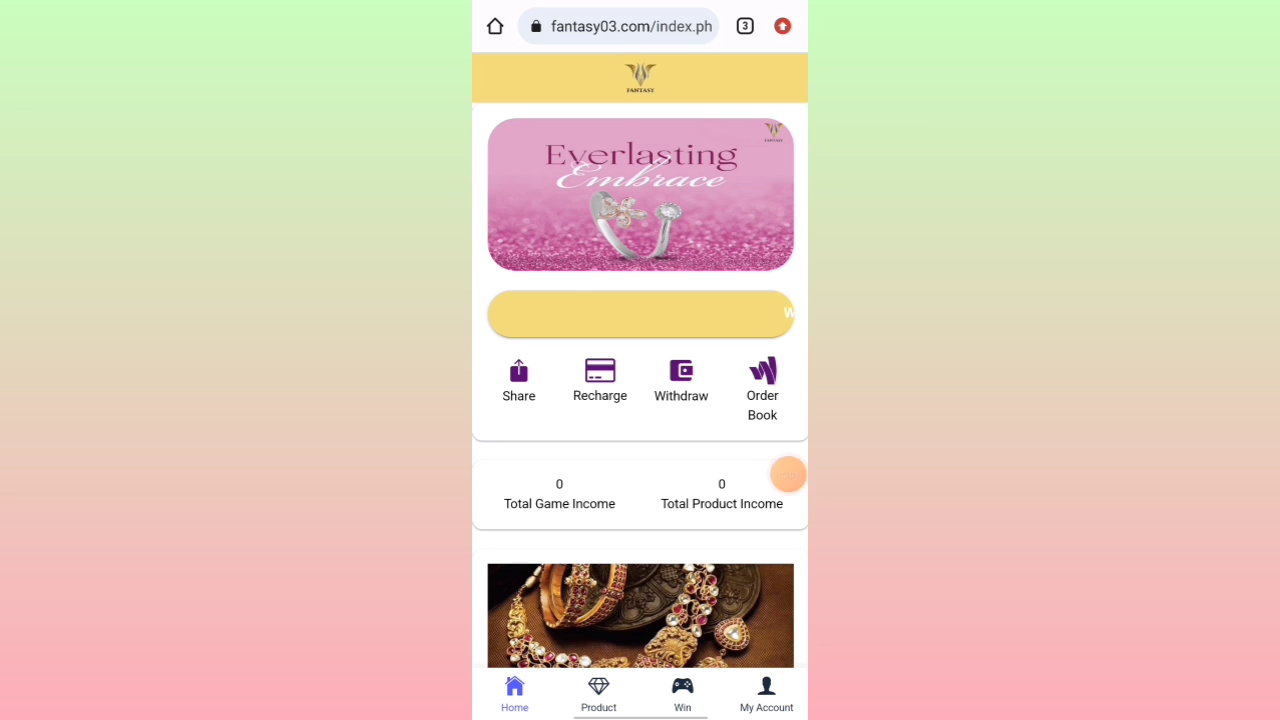 fantasy03.com/index.ph
3
FANTASY
Everlasting
Embrace
W
Share
Recharge
Withdraw
Order
Book
0
0
Total Game Income
Total Product Income
Home
Product
Win
My Account